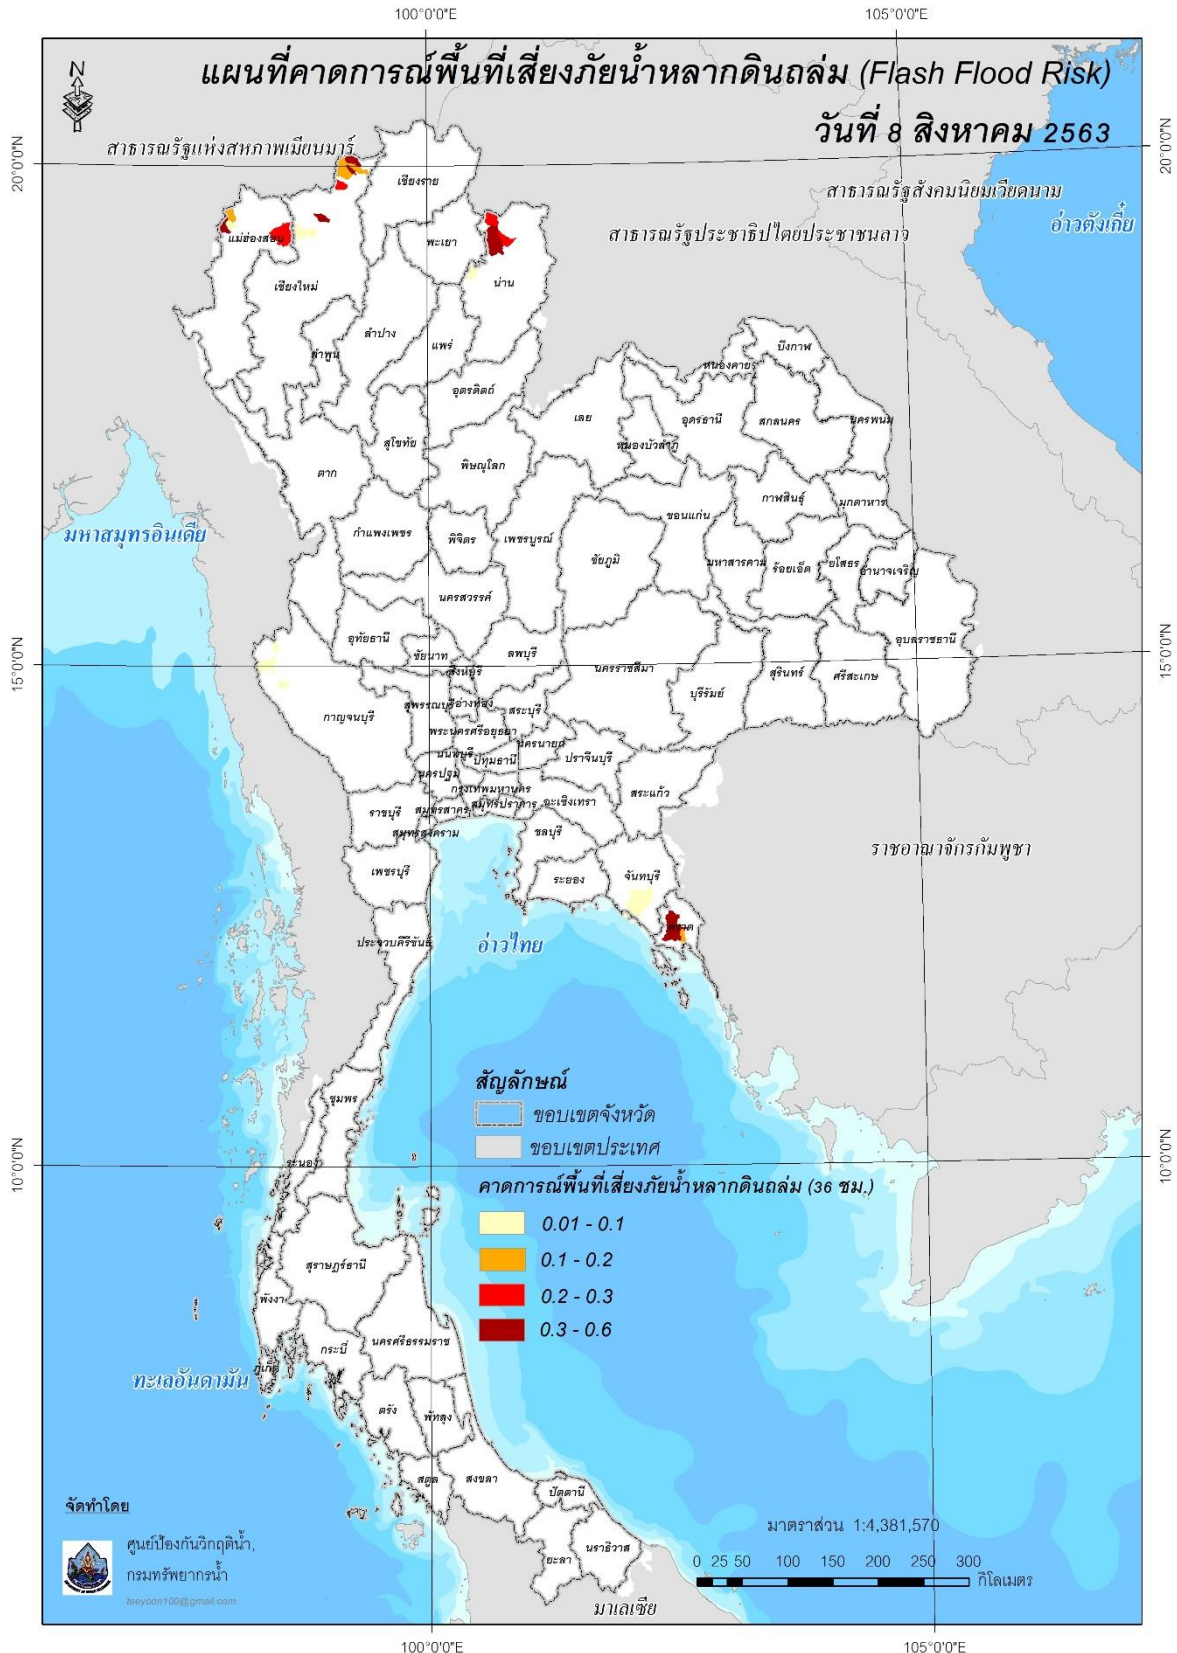 100°0'0"E 105°0'0"E
แผนที่คาดการณ์พื้นที่เสี่ยงภัยน้ำหลากดินถล่ม (Flash Flood Risk)
วันที่ 8 สิงหาคม 2563
N
20°0'0"N
20°0'0"N
สาธารณรัฐแห่งสหภาพเมียนมาร์
สาธารณรัฐสังคมนิยมเวียดนาม
อ่าวตังเกี๋ย
สาธารณรัฐประชาธิปไตยประชาชนลาว
เชียงราย
แม่ฮ่องสอน
พะเยา
น่าน
เชียงใหม่
ลำปาง
ลำพูน
แพร่
อุตรดิตถ์
บึงกาฬ
หนองคาย
เลย
อุดรธานี
สกลนคร
นครพนม
หนองบัวลำภู
สุโขทัย
ตาก
พิษณุโลก
กาฬสินธุ์
มุกดาหาร
ขอนแก่น
มหาสมุทรอินเดีย
กำแพงเพชร
พิจิตร
เพชรบูรณ์
ชัยภูมิ
มหาสารคาม
ร้อยเอ็ด
ยโสธร
อำนาจเจริญ
นครสวรรค์
อุทัยธานี
ชัยนาท
ลพบุรี
นครราชสีมา
บุรีรัมย์
สุรินทร์
ศรีสะเกษ
อุบลราชธานี
15°0'0"N
15°0'0"N
สิงห์บุรี
กาญจนบุรี
สุพรรณบุรี
อ่างทอง
สระบุรี
พระนครศรีอยุธยา
นครนายก
นนทบุรี
ปทุมธานี
ปราจีนบุรี
นครปฐม
กรุงเทพมหานคร
ฉะเชิงเทรา
สระแก้ว
ราชบุรี
สมุทรสาคร
สมุทรปราการ
สมุทรสงคราม
ชลบุรี
ราชอาณาจักรกัมพูชา
เพชรบุรี
ระยอง
จันทบุรี
ตราด
ประจวบคีรีขันธ์
อ่าวไทย
ชุมพร
ระนอง
10°0'0"N
10°0'0"N
สุราษฎร์ธานี
พังงา
นครศรีธรรมราช
กระบี่
ภูเก็ต
ทะเลอันดามัน
ตรัง
พัทลุง
สตูล
สงขลา
ปัตตานี
ยะลา
นราธิวาส
มาเลเซีย
สัญลักษณ์
ขอบเขตจังหวัด
ขอบเขตประเทศ
คาดการณ์พื้นที่เสี่ยงภัยน้ำหลากดินถล่ม (36 ชม.)
0.01 - 0.1
0.1 - 0.2
0.2 - 0.3
0.3 - 0.6
จัดทำโดย
ศูนย์ป้องกันวิกฤติน้ำ,
กรมทรัพยากรน้ำ
teeyoon100@gmail.com
มาตราส่วน 1:4,381,570
0 25 50 100 150 200 250 300
กิโลเมตร
100°0'0"E 105°0'0"E